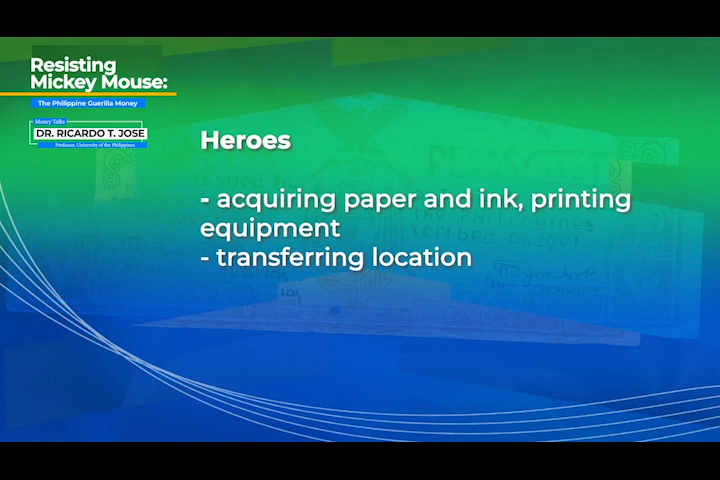 Resisting
Mickey Mouse:
The Philippine Guerilla Money
Money Talks
DR. RICARDO T. JOSE
Professor, University of the Philippines
Heroes
- acquiring paper and ink, printing
equipment
- transferring location